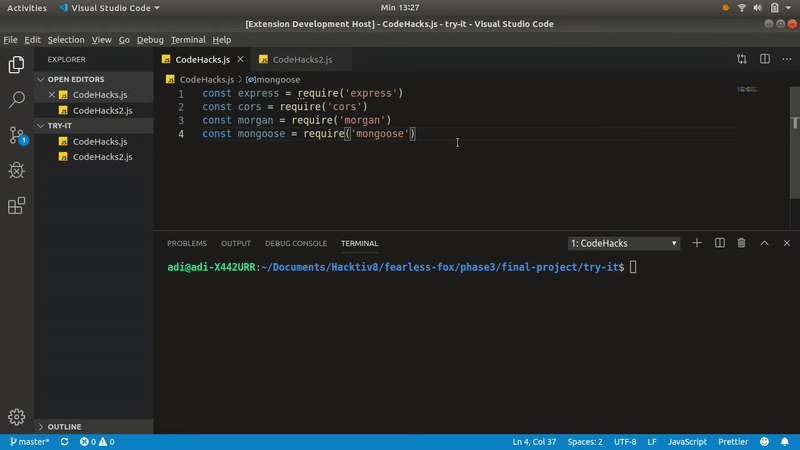 Activities Visual Studio Code Min 13:27
[Extension Development Host] - CodeHacks.js - try-it - Visual Studio Code
File Edit Selection View Go Debug Terminal Help
EXPLORER
CodeHacks.js CodeHacks2.js
OPEN EDITORS
CodeHacks.js
CodeHacks2.js
TRY-IT
CodeHacks.js
CodeHacks2.js
OUTLINE
CodeHacks.js > mongoose
1 const express = require('express')
2 const cors = require('cors')
3 const morgan = require('morgan')
4 const mongoose = require('mongoose')
PROBLEMS OUTPUT DEBUG CONSOLE TERMINAL 1: CodeHacks
adi@adi-X442URR:~/Documents/Hacktiv8/fearless-fox/phase3/final-project/try-it$
1
master* 0 0 Ln 4, Col 37 Spaces: 2 UTF-8 LF JavaScript Prettier